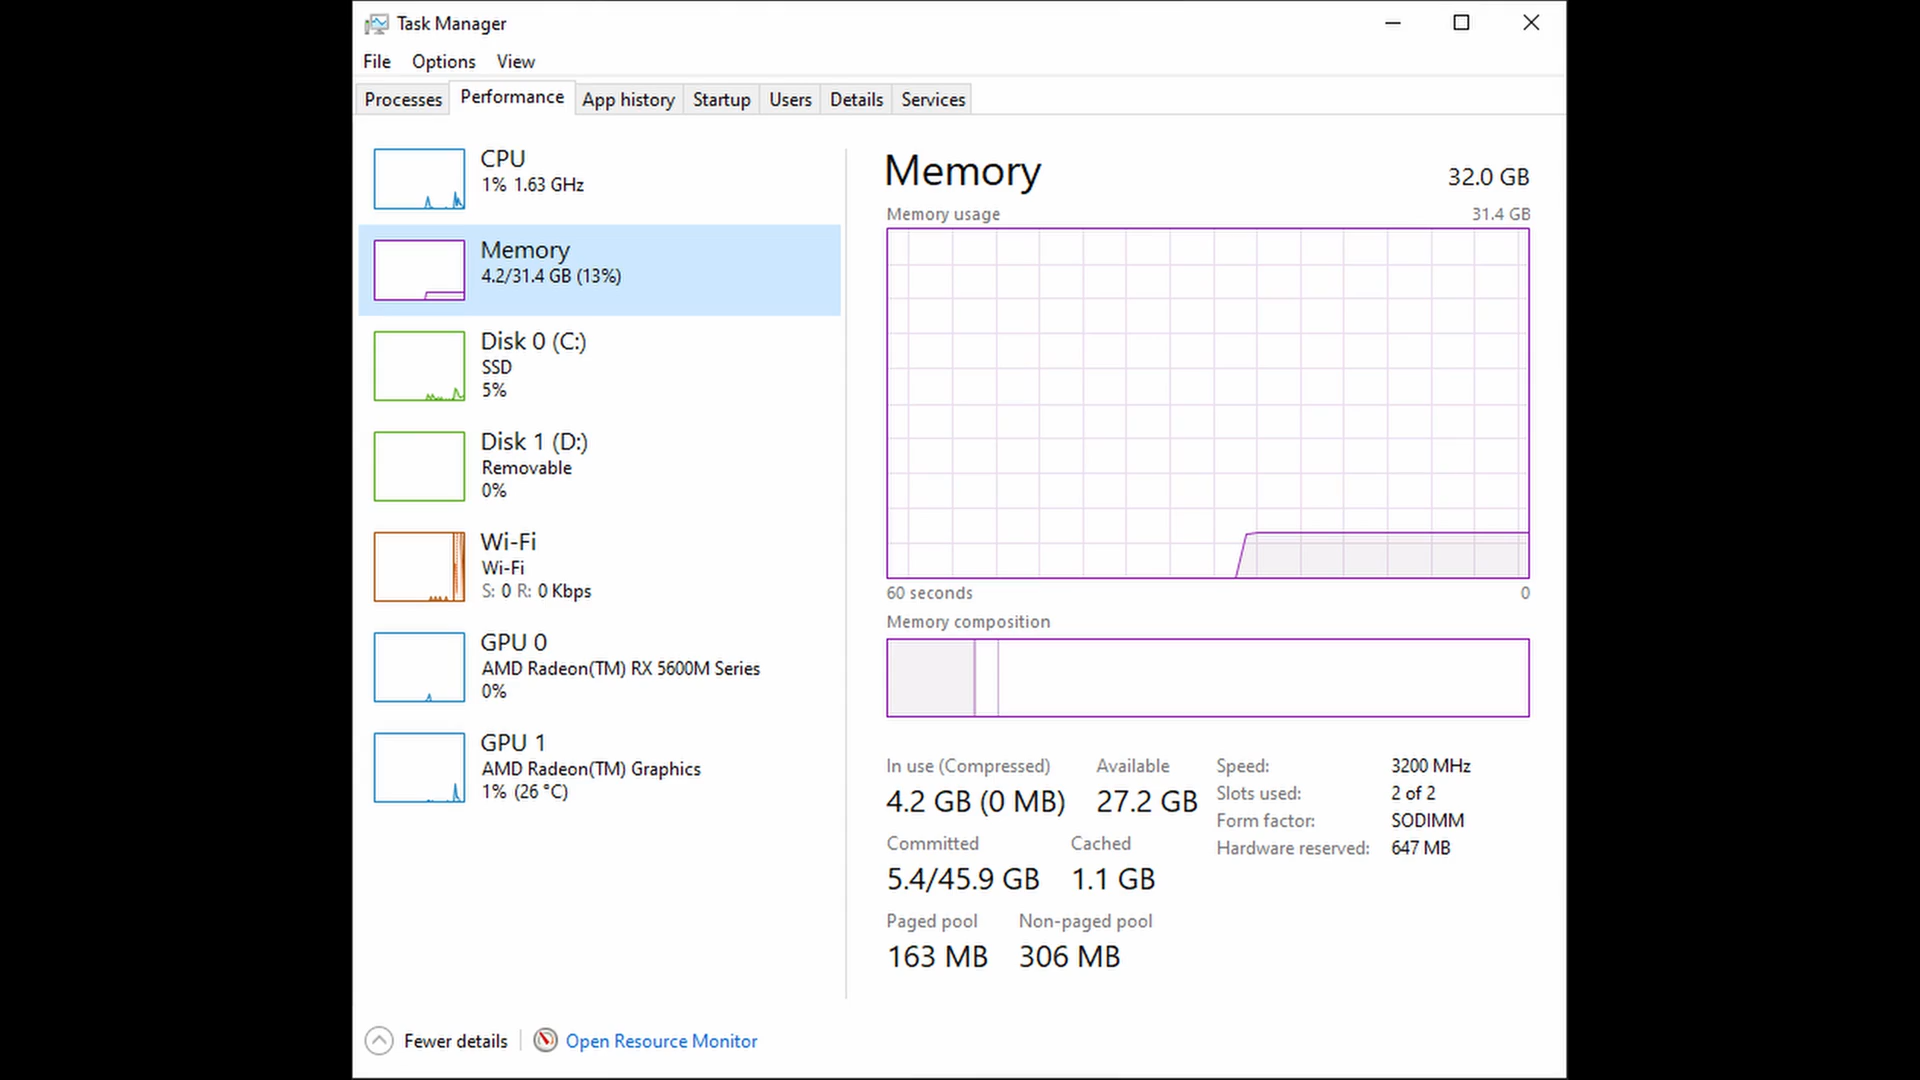 Task Manager
File Options View
Processes Performance App history Startup Users Details Services
CPU
1% 1.63 GHz
Memory
4.2/31.4 GB (13%)
Disk 0 (C:)
SSD
5%
Disk 1 (D:)
Removable
0%
Wi-Fi
Wi-Fi
S: 0 R: 0 Kbps
GPU 0
AMD Radeon(TM) RX 5600M Series
0%
GPU 1
AMD Radeon(TM) Graphics
1% (26 °C)
Memory 32.0 GB
Memory usage 31.4 GB
60 seconds 0
Memory composition
In use (Compressed) Available
4.2 GB (0 MB) 27.2 GB
Committed Cached
5.4/45.9 GB 1.1 GB
Paged pool Non-paged pool
163 MB 306 MB
Speed: 3200 MHz
Slots used: 2 of 2
Form factor: SODIMM
Hardware reserved: 647 MB
Fewer details Open Resource Monitor